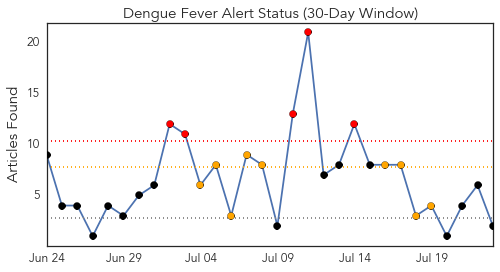 Dengue Fever Alert Status (30-Day Window)
Articles Found
20
15
10
5
Jun 24 Jun 29 Jul 04 Jul 09 Jul 14 Jul 19